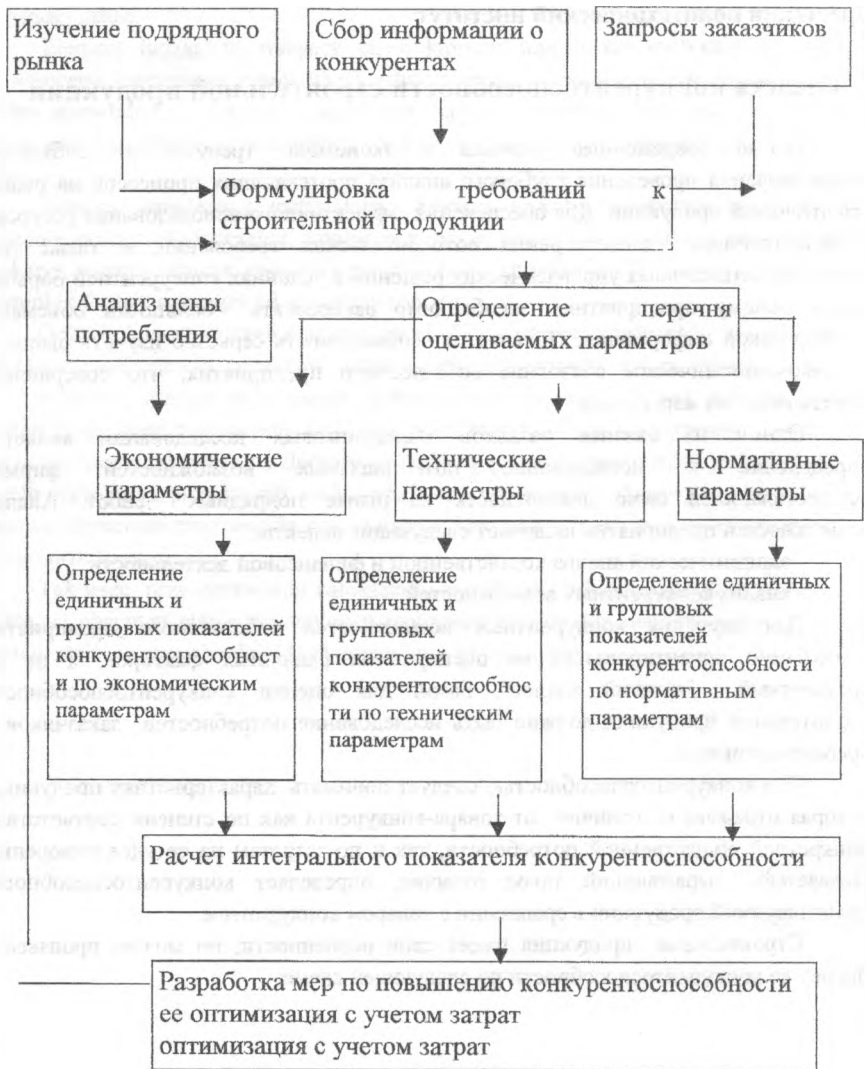 Изучение подрядного
рынка
Сбор информации о
конкурентах
Запросы заказчиков
Формулировка требований
строительной продукции
Анализ цены
потребления
Определение перечня
оцениваемых параметров
Экономические
параметры
Технические
параметры
Нормативные
параметры
Определение
единичных и
групповых показателей
конкурентоспособност
и по экономическим
параметрам
Определение
единичных и
групповых
показателей
конкурентоспсобнос
ти по техническим
параметрам
Определение единичных
и групповых
показателей
конкурентоспсобности
по нормативным
параметрам
Расчет интегрального показателя конкурентоспособности
Разработка мер по повышению конкурентоспособности
ее оптимизация с учетом затрат
оптимизация с учетом затрат